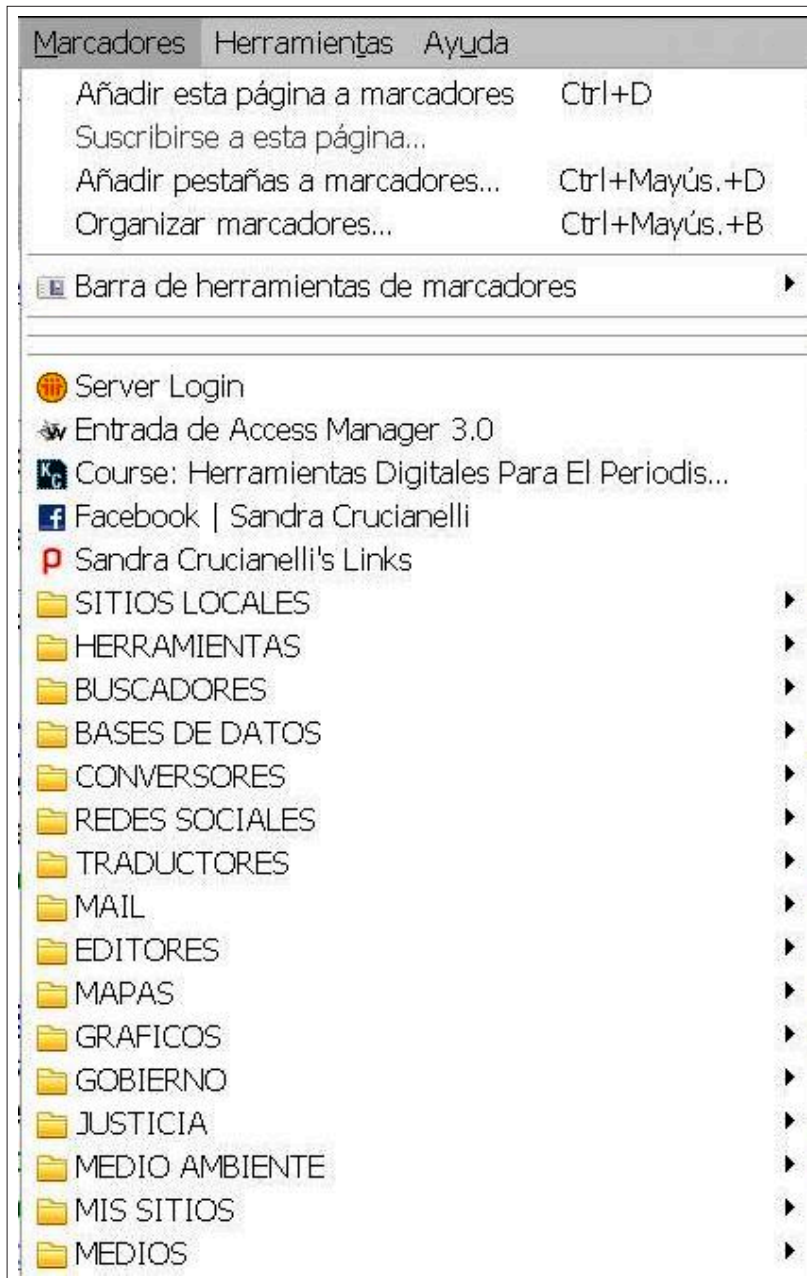 Marcadores Herramientas Ayuda
Añadir esta página a marcadores Ctrl+D
Suscribirse a esta página...
Añadir pestañas a marcadores... Ctrl+Mayús.+D
Organizar marcadores... Ctrl+Mayús.+B
Barra de herramientas de marcadores
Server Login
Entrada de Access Manager 3.0
Course: Herramientas Digitales Para El Periodis...
Facebook | Sandra Crucianelli
Sandra Crucianelli's Links
SITIOS LOCALES
HERRAMIENTAS
BUSCADORES
BASES DE DATOS
CONVERSORES
REDES SOCIALES
TRADUCTORES
MAIL
EDITORES
MAPAS
GRAFICOS
GOBIERNO
JUSTICIA
MEDIO AMBIENTE
MIS SITIOS
MEDIOS